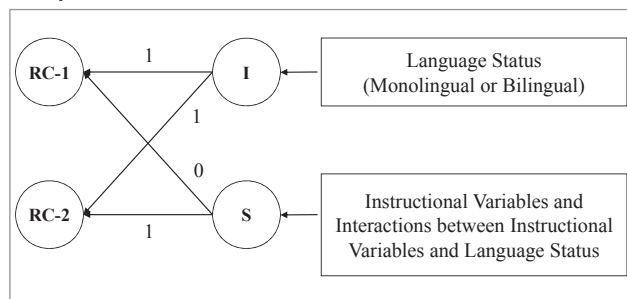 RC-1
1
I
Language Status
(Monolingual or Bilingual)
1
0
RC-2
1
S
Instructional Variables and
Interactions between Instructional
Variables and Language Status